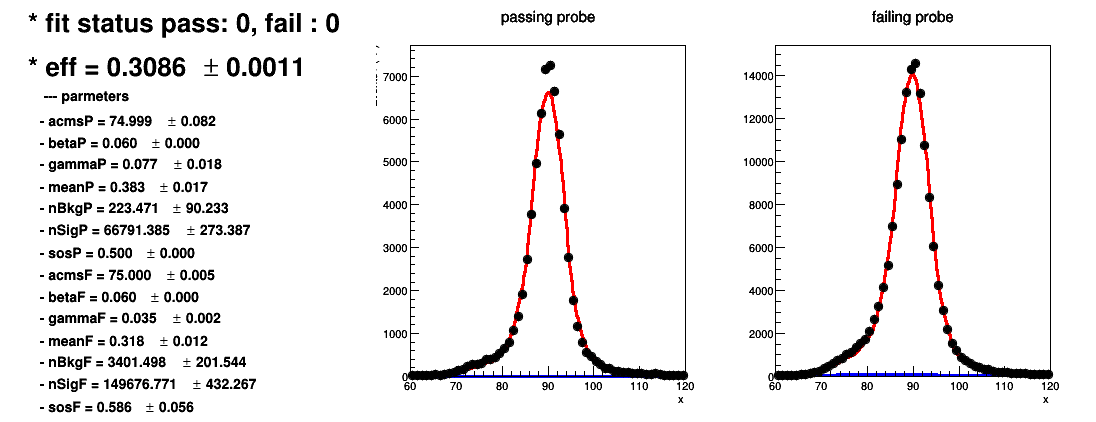 * fit status pass: 0, fail : 0
* eff = 0.3086 ± 0.0011
--- parmeters
- acmsP = 74.999 ± 0.082
- betaP = 0.060 ± 0.000
- gammaP = 0.077 ± 0.018
- meanP = 0.383 ± 0.017
- nBkgP = 223.471 ± 90.233
- nSigP = 66791.385 ± 273.387
- sosP = 0.500 ± 0.000
- acmsF = 75.000 ± 0.005
- betaF = 0.060 ± 0.000
- gammaF = 0.035 ± 0.002
- meanF = 0.318 ± 0.012
- nBkgF = 3401.498 ± 201.544
- nSigF = 149676.771 ± 432.267
- sosF = 0.586 ± 0.056
passing probe
7000
6000
5000
4000
3000
2000
1000
0
60 70 80 90 100 110 120
x
failing probe
14000
12000
10000
8000
6000
4000
2000
0
60 70 80 90 100 110 120
x